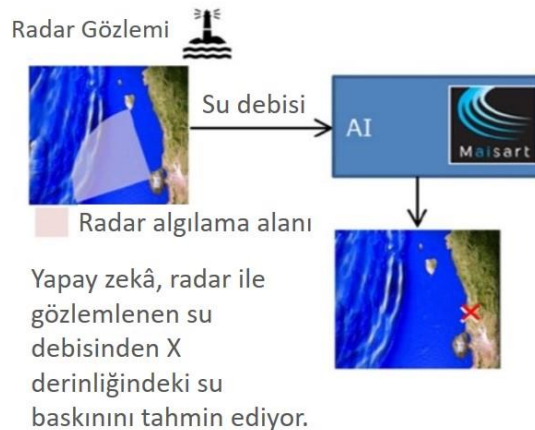 Radar Gözlemi
Su debisi
AI
Maisart
Radar algılama alanı
Yapay zekâ, radar ile
gözlemlenen su
debisinden X
derinliğindeki su
baskınını tahmin ediyor.